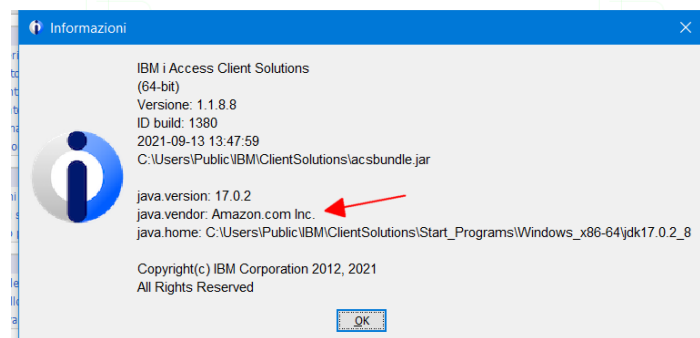 Informazioni
IBM i Access Client Solutions
(64-bit)
Versione: 1.1.8.8
ID build: 1380
2021-09-13 13:47:59
C:\Users\Public\IBM\ClientSolutions\acsbundle.jar
java.version: 17.0.2
java.vendor: Amazon.com Inc.
java.home: C:\Users\Public\IBM\ClientSolutions\Start_Programs\Windows_x86-64\jdk17.0.2_8
Copyright(c) IBM Corporation 2012, 2021
All Rights Reserved
OK